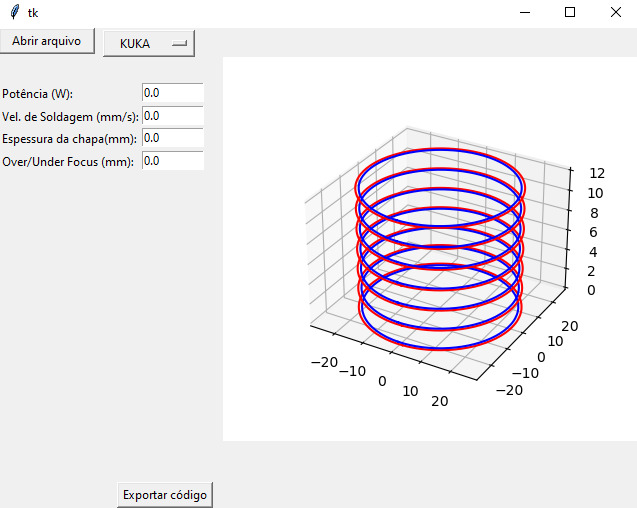 tk
Abrir arquivo
KUKA
Potência (W): 0.0
Vel. de Soldagem (mm/s): 0.0
Espessura da chapa(mm): 0.0
Over/Under Focus (mm): 0.0
12
10
8
6
4
2
0
20
10
0
−10
−20
−20
−10
0
10
20
Exportar código